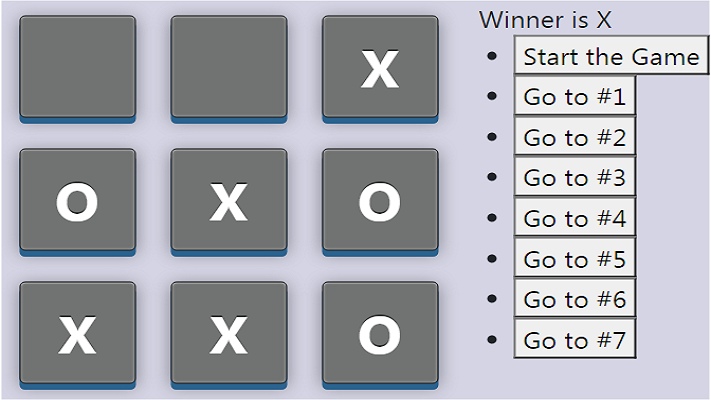 X
O X O
X X O
Winner is X
Start the Game
Go to #1
Go to #2
Go to #3
Go to #4
Go to #5
Go to #6
Go to #7